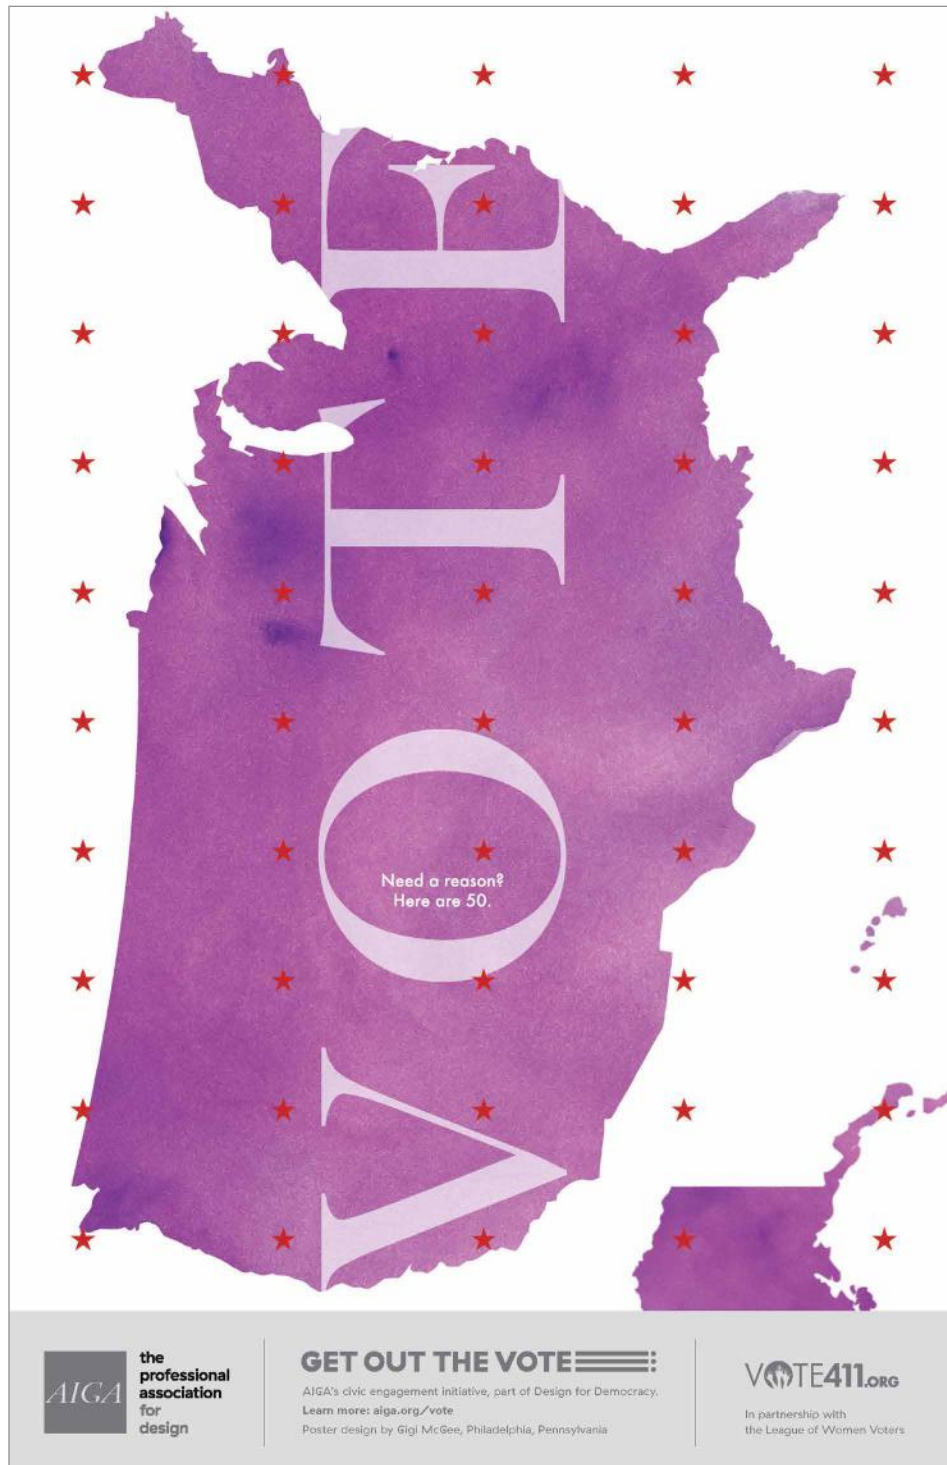 VOTE
Need a reason?
Here are 50.
AIGA
the
professional
association
for
design
GET OUT THE VOTE
AIGA's civic engagement initiative, part of Design for Democracy.
Learn more: aiga.org/vote
Poster design by Gigi McGee, Philadelphia, Pennsylvania
VOTE411.ORG
In partnership with
the League of Women Voters